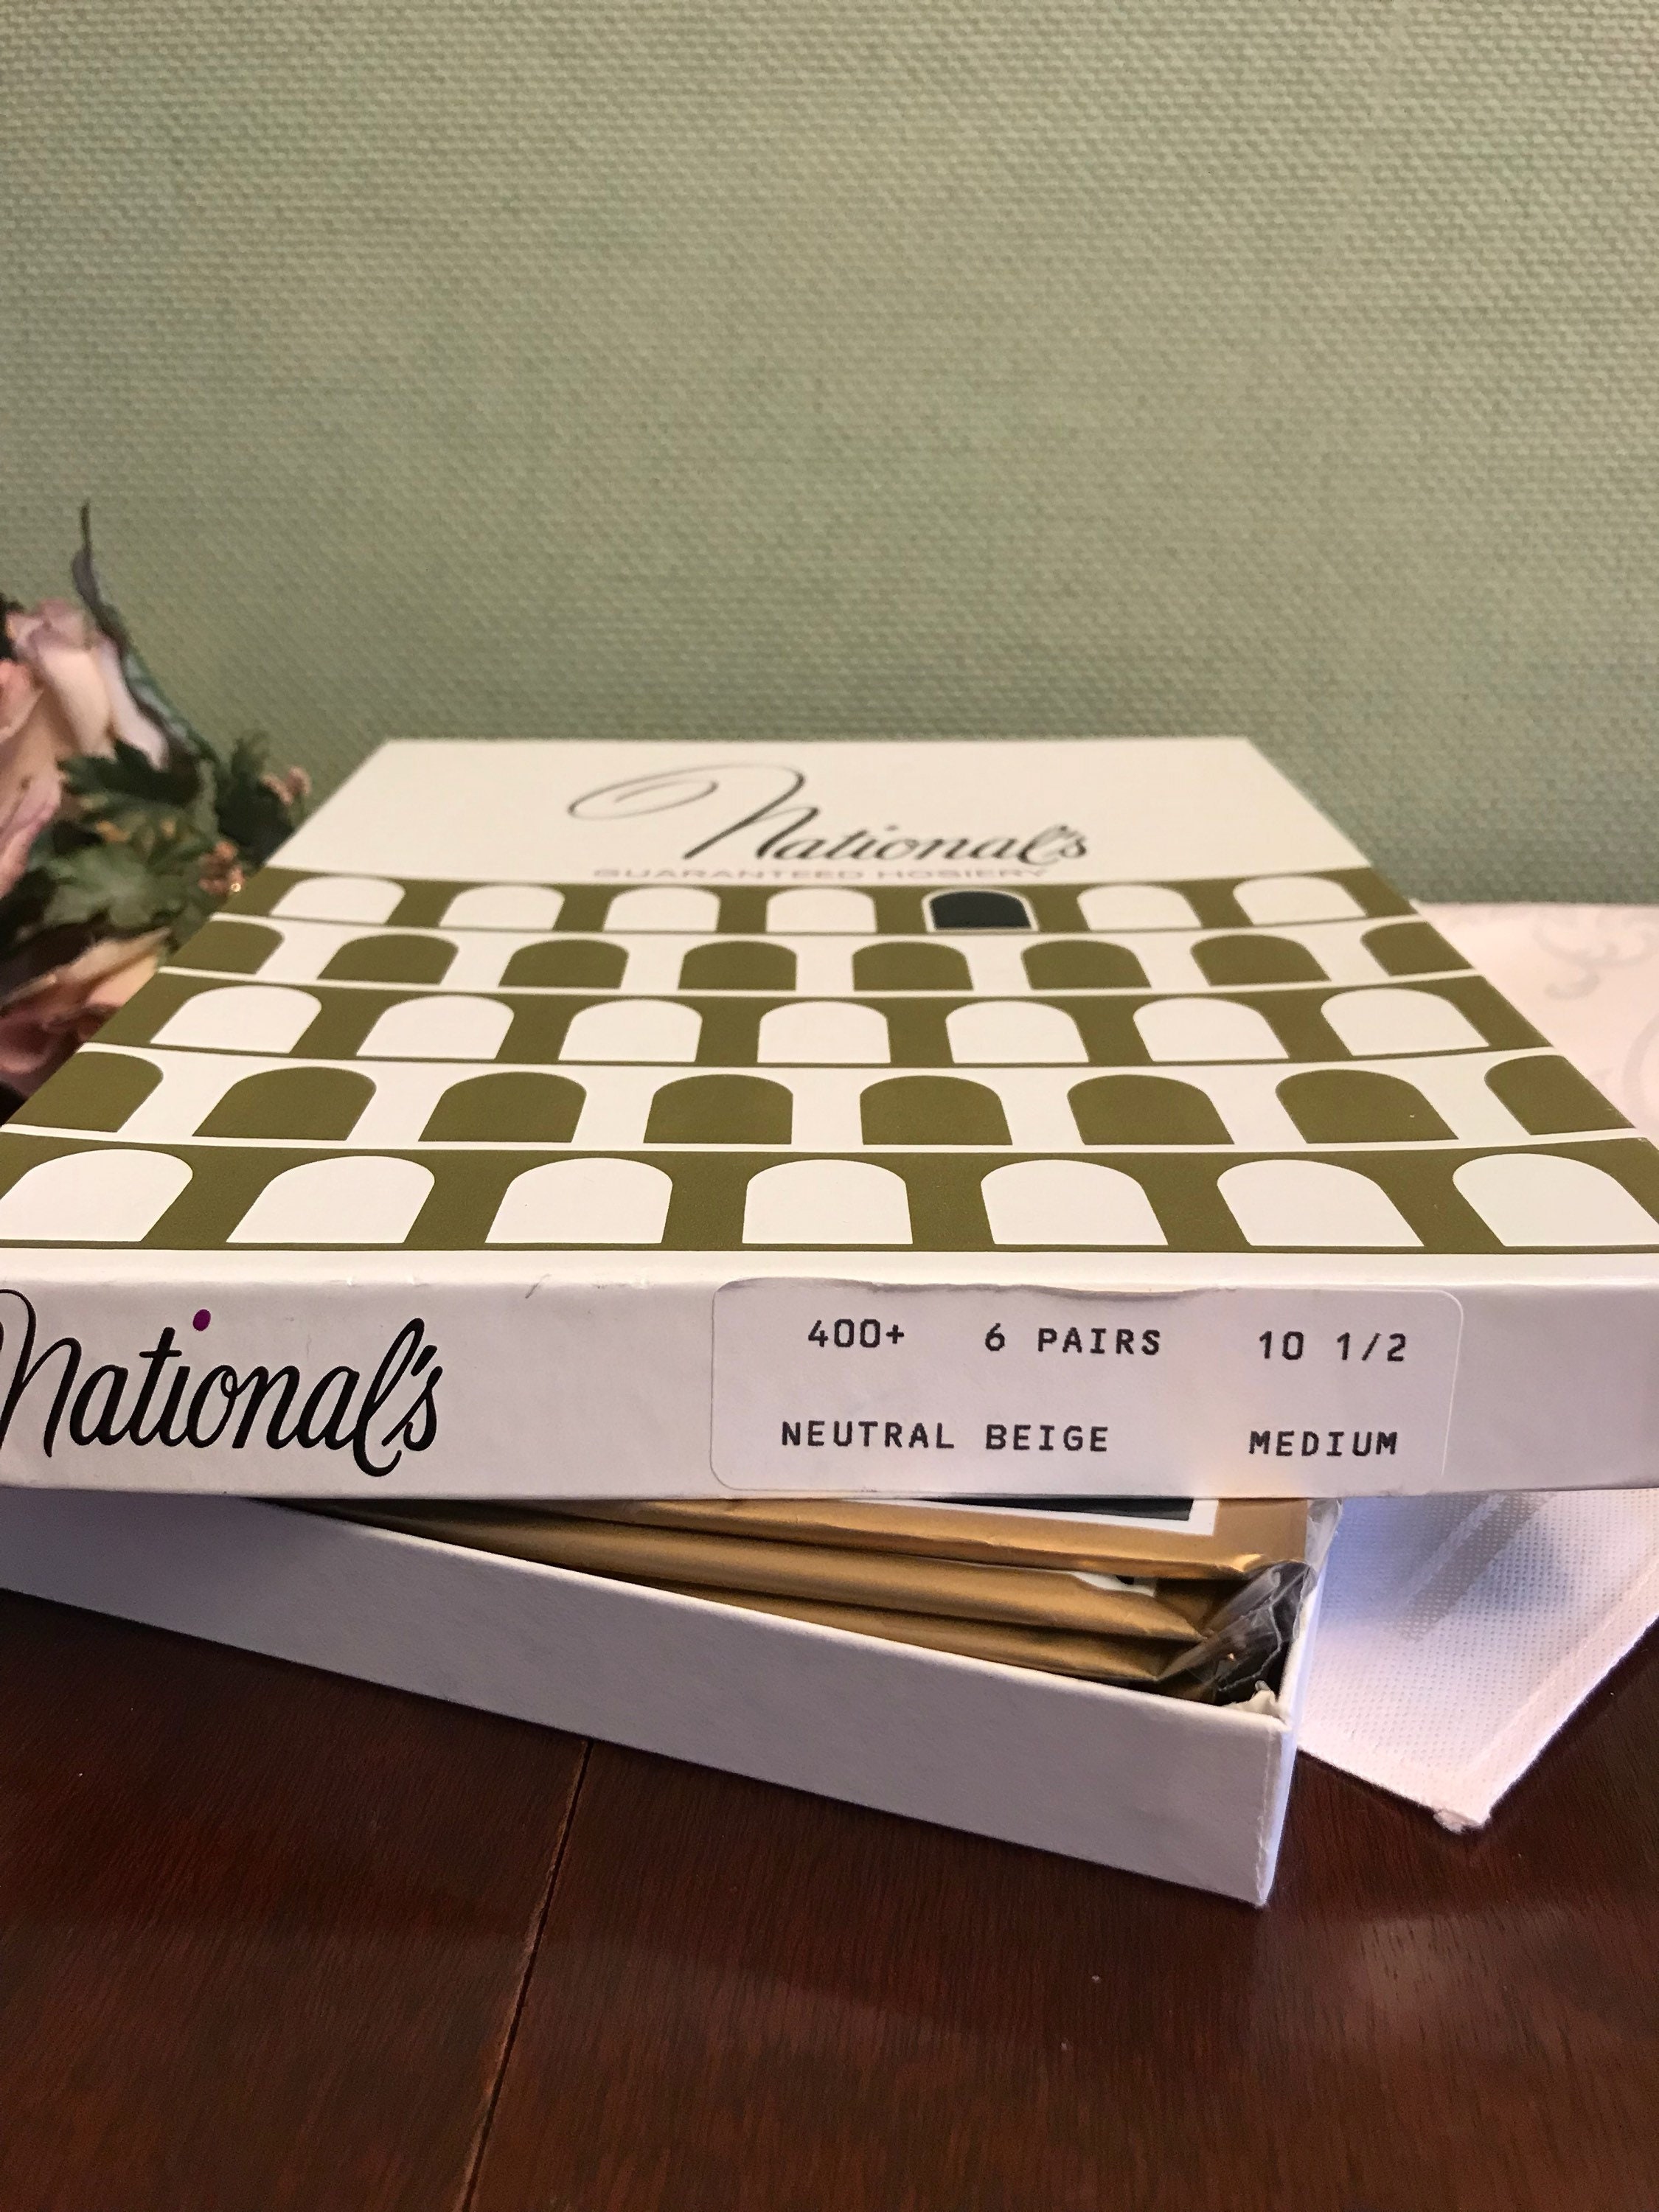 National's
GUARANTEED HOSIERY
National's
400+ 6 PAIRS 10 1/2
NEUTRAL BEIGE MEDIUM